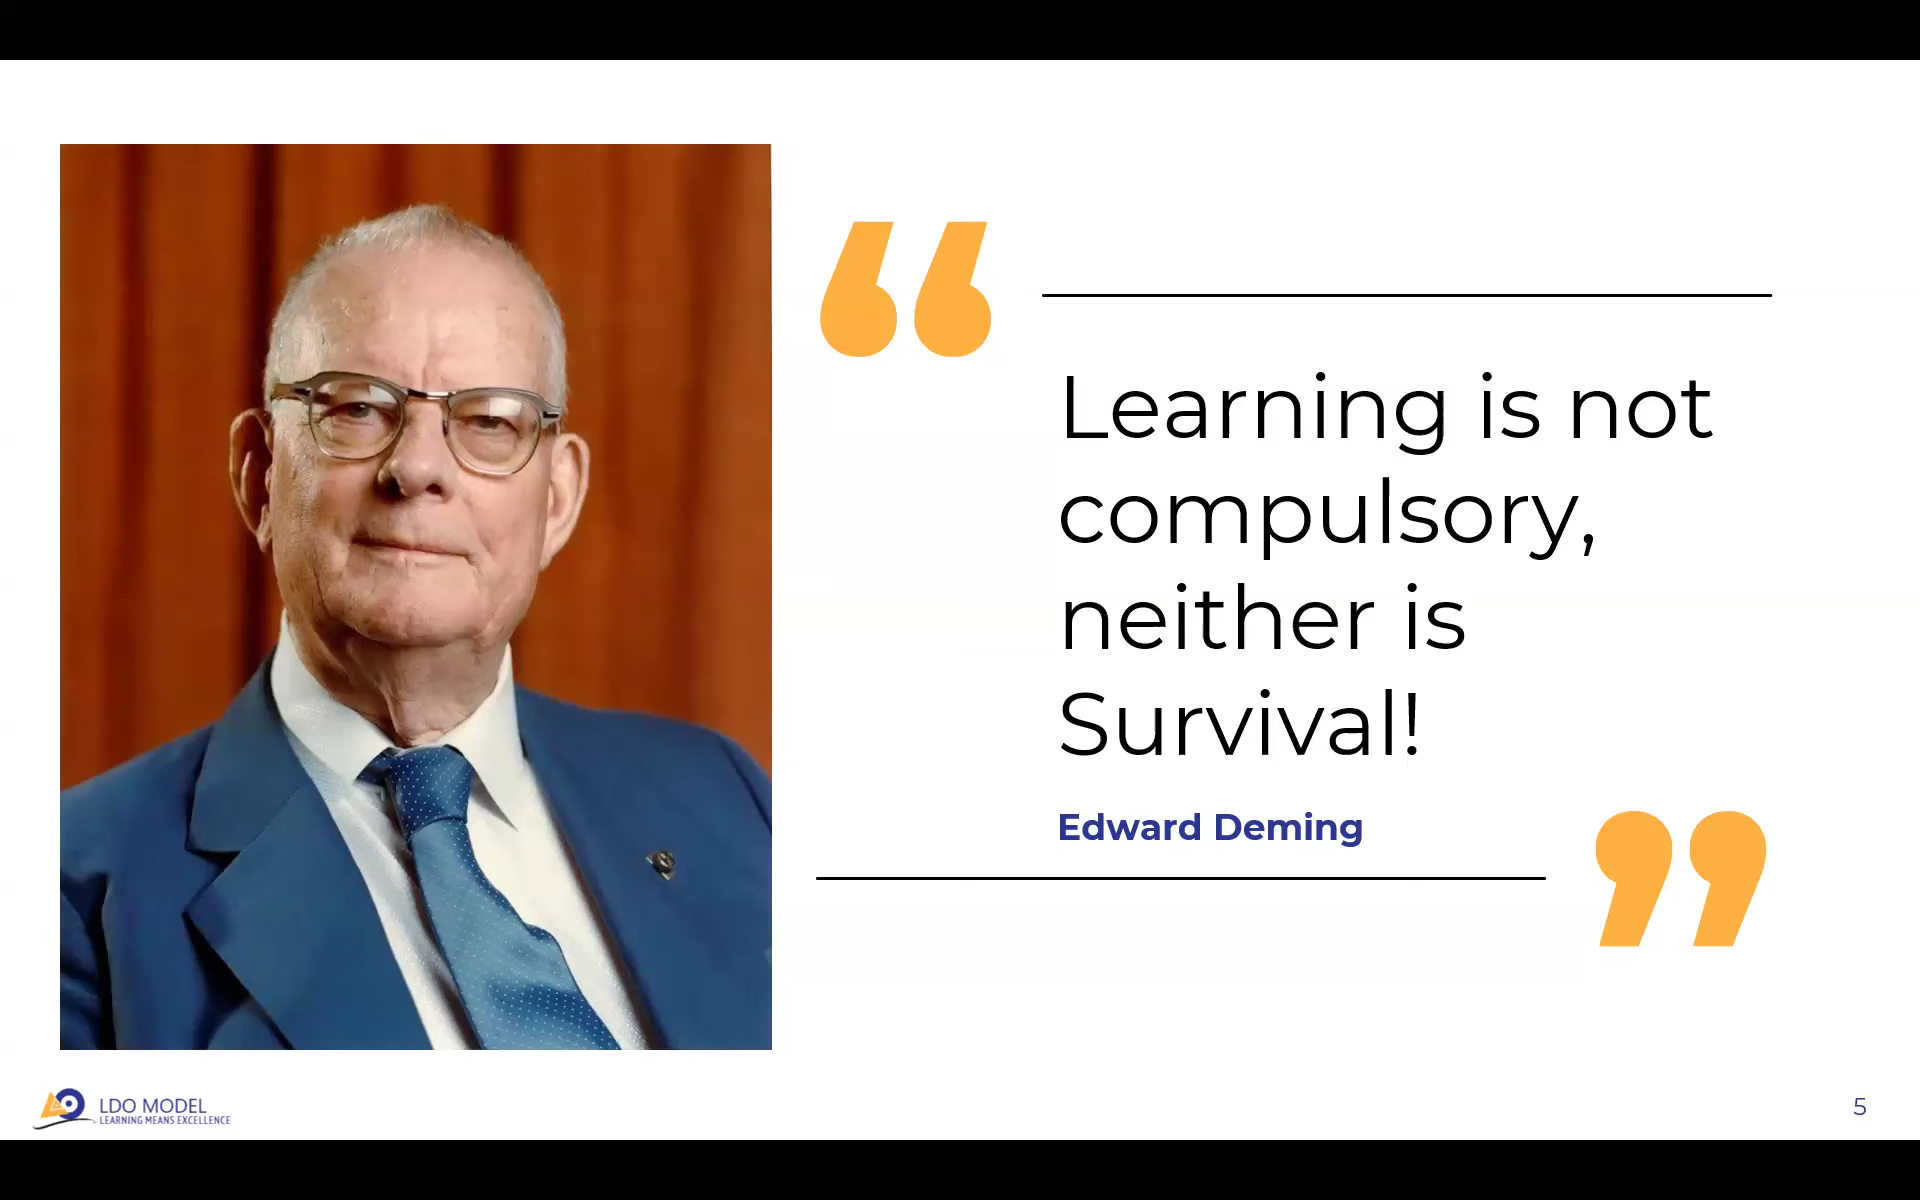 Learning is not
compulsory,
neither is
Survival!
Edward Deming
LDO MODEL
LEARNING MEANS EXCELLENCE
5